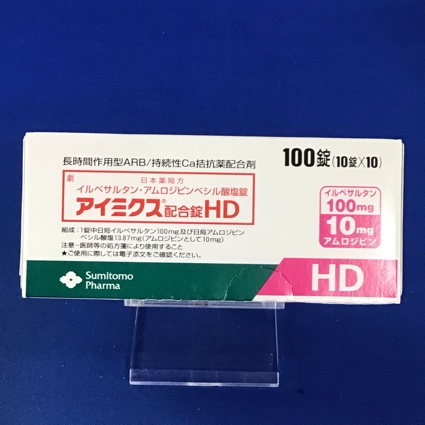 長時間作用型ARB/持続性Ca拮抗薬配合剤
100錠(10錠×10)
劇
日本薬局方
イルベサルタン・アムロジピンベシル酸塩錠
アイミクス®配合錠HD
組成:1錠中日局イルベサルタン100mg及び日局アムロジピン
ベシル酸塩13.87mg(アムロジピンとして10mg)
注意-医師等の処方箋により使用すること
★ご使用に際しては電子添文をご確認ください。
イルベサルタン
100mg
10mg
アムロジピン
Sumitomo
Pharma
HD